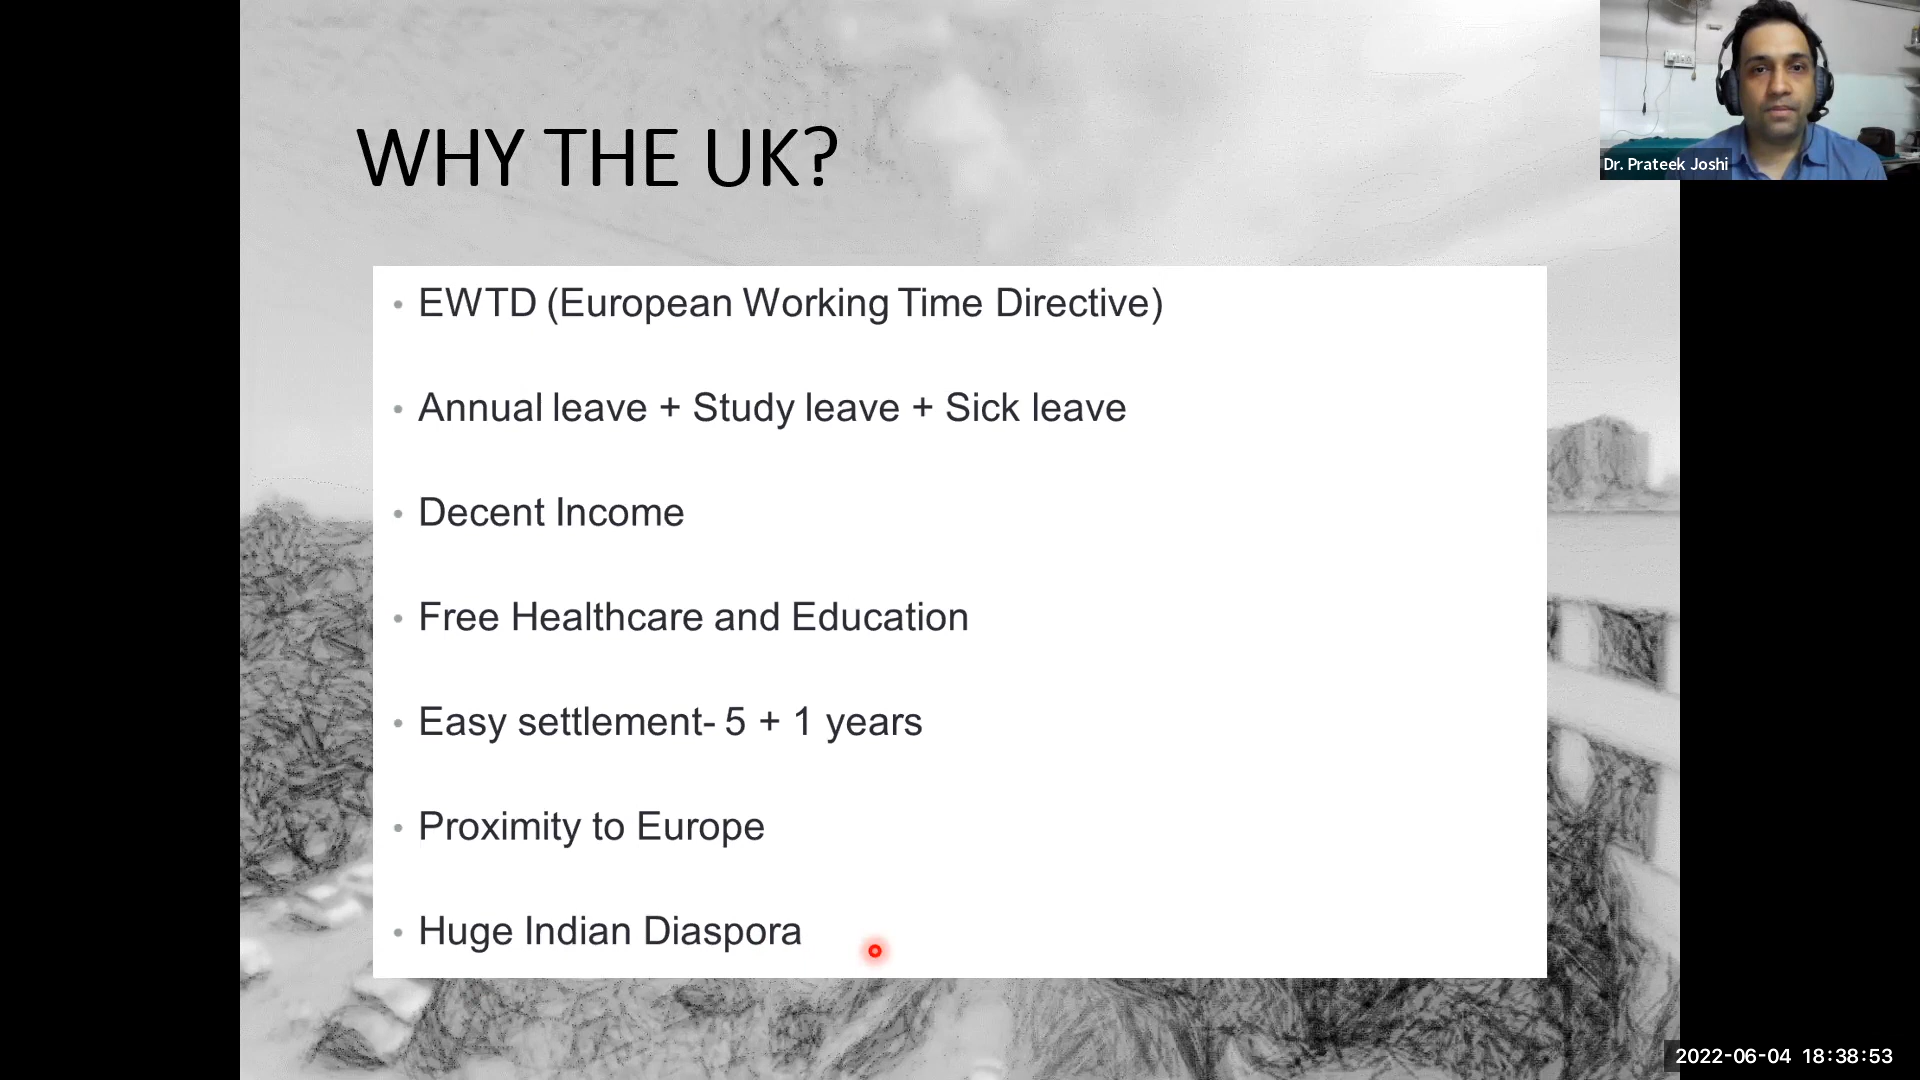 WHY THE UK?
Dr. Prateek Joshi
• EWTD (European Working Time Directive)
• Annual leave + Study leave + Sick leave
• Decent Income
• Free Healthcare and Education
• Easy settlement- 5 + 1 years
• Proximity to Europe
• Huge Indian Diaspora
2022-06-04 18:38:53